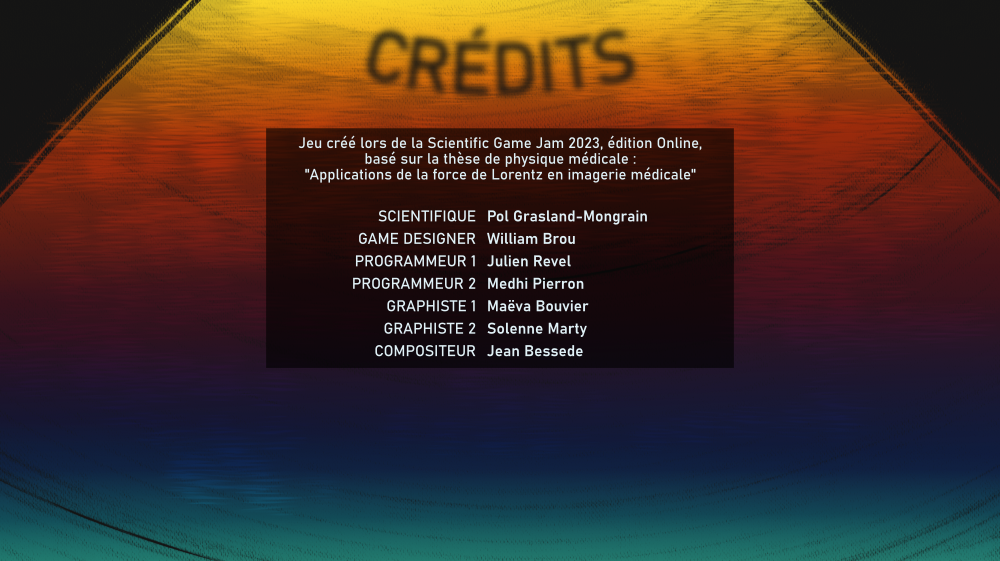 CRÉDITS
Jeu créé lors de la Scientific Game Jam 2023, édition Online,
basé sur la thèse de physique médicale :
"Applications de la force de Lorentz en imagerie médicale"
SCIENTIFIQUE Pol Grasland-Mongrain
GAME DESIGNER William Brou
PROGRAMMEUR 1 Julien Revel
PROGRAMMEUR 2 Medhi Pierron
GRAPHISTE 1 Maëva Bouvier
GRAPHISTE 2 Solenne Marty
COMPOSITEUR Jean Bessede